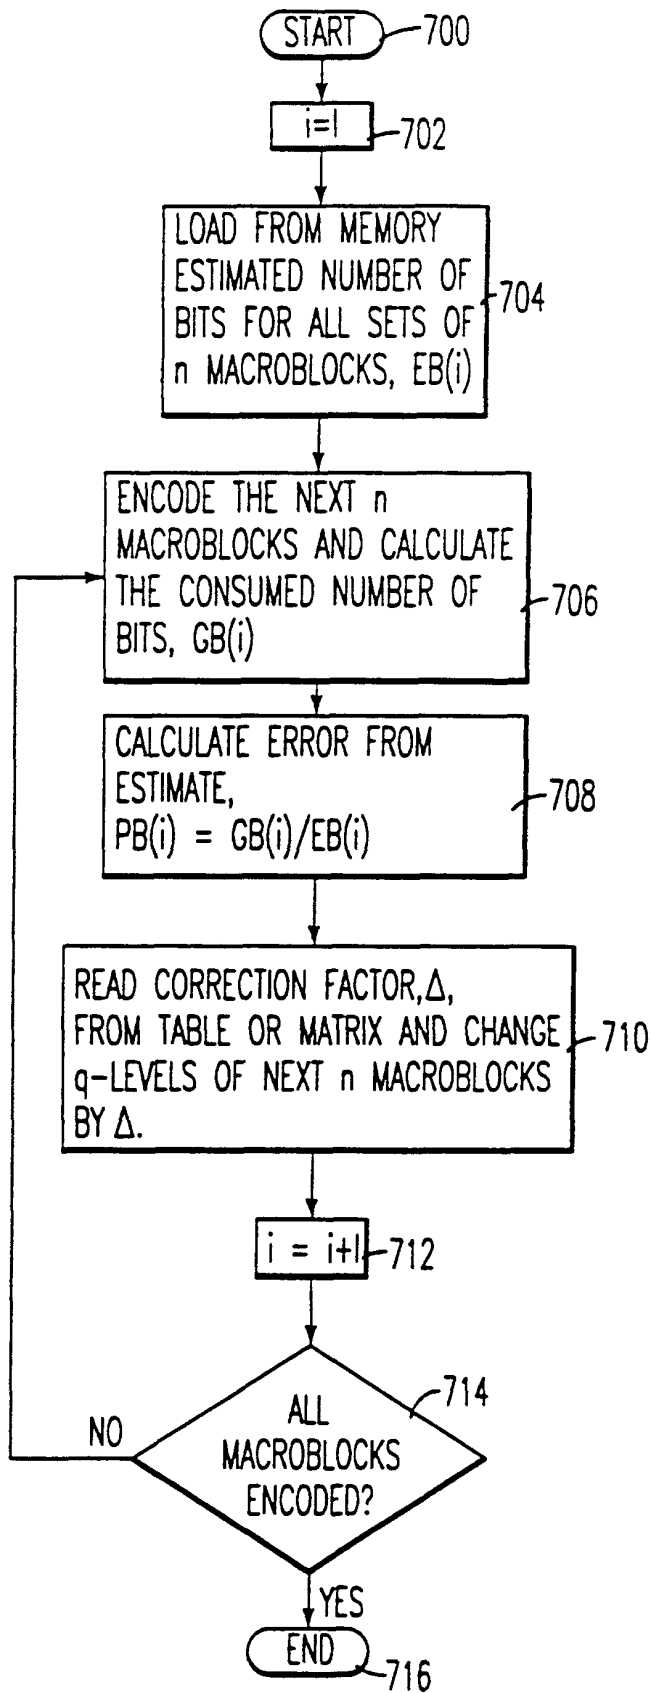 START
700
i=1
702
LOAD FROM MEMORY
ESTIMATED NUMBER OF
BITS FOR ALL SETS OF
n MACROBLOCKS, EB(i)
704
ENCODE THE NEXT n
MACROBLOCKS AND CALCULATE
THE CONSUMED NUMBER OF
BITS, GB(i)
706
CALCULATE ERROR FROM
ESTIMATE,
PB(i) = GB(i)/EB(i)
708
READ CORRECTION FACTOR,Δ,
FROM TABLE OR MATRIX AND CHANGE
q-LEVELS OF NEXT n MACROBLOCKS
BY Δ.
710
i = i+1
712
714
ALL
MACROBLOCKS
ENCODED?
NO
YES
END
716